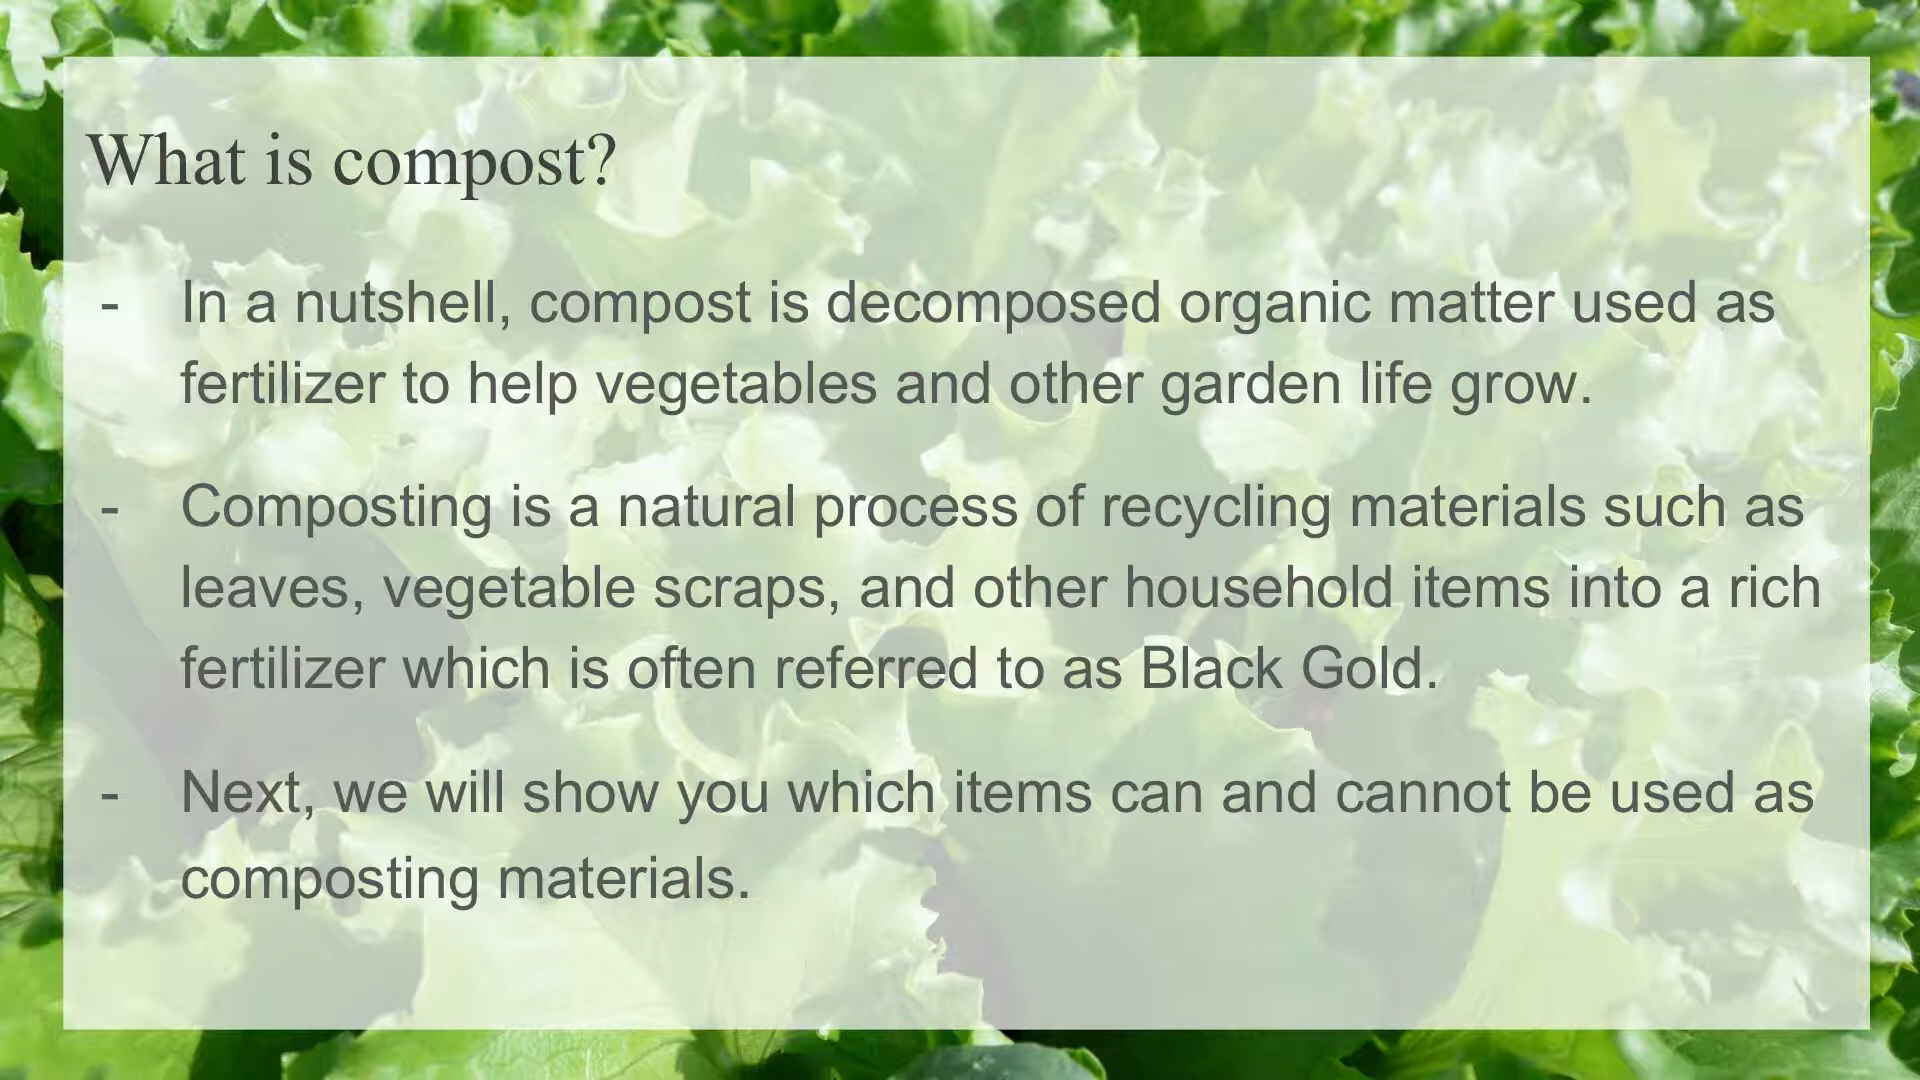 What is compost?
- In a nutshell, compost is decomposed organic matter used as
fertilizer to help vegetables and other garden life grow.
- Composting is a natural process of recycling materials such as
leaves, vegetable scraps, and other household items into a rich
fertilizer which is often referred to as Black Gold.
- Next, we will show you which items can and cannot be used as
composting materials.